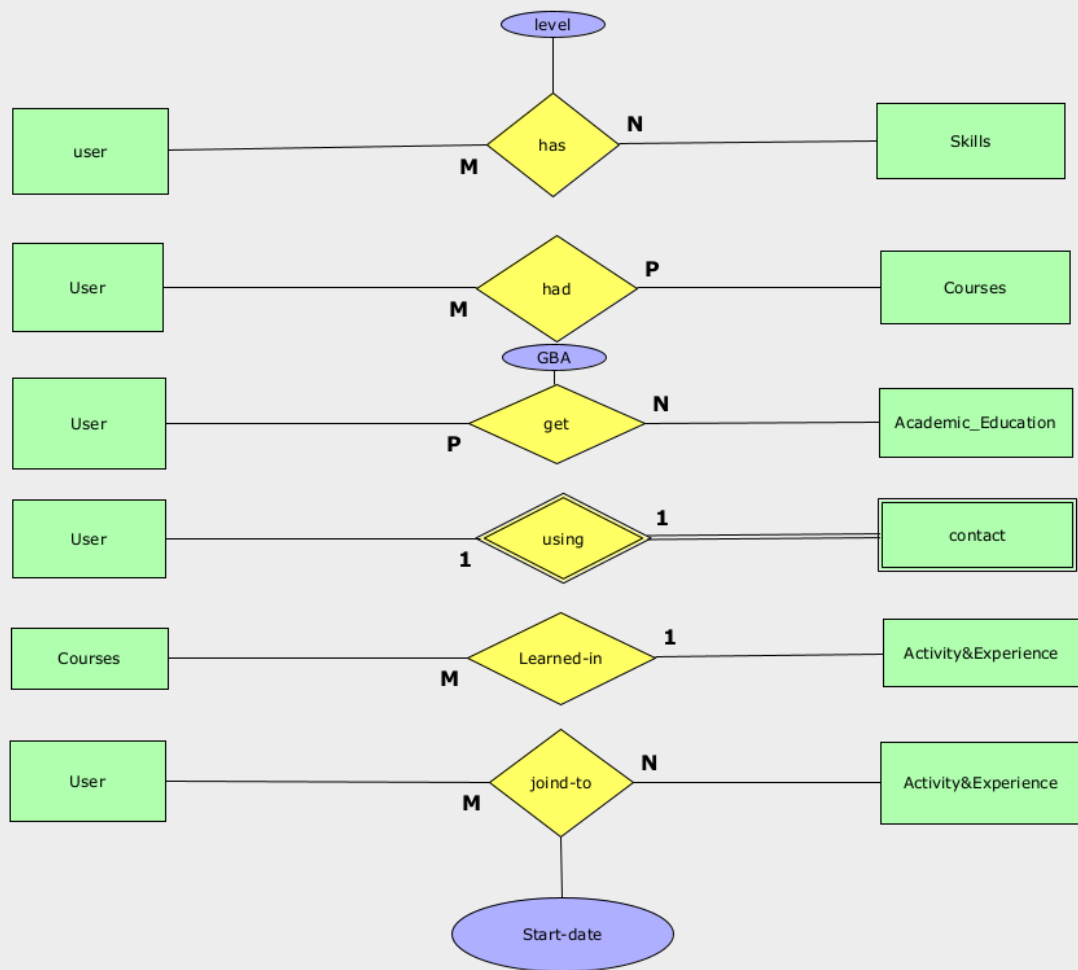 level
user
M
has
N
Skills
User
M
had
P
Courses
GBA
User
P
get
N
Academic_Education
User
1
using
1
contact
Courses
M
Learned-in
1
Activity&Experience
User
M
joind-to
N
Activity&Experience
Start-date